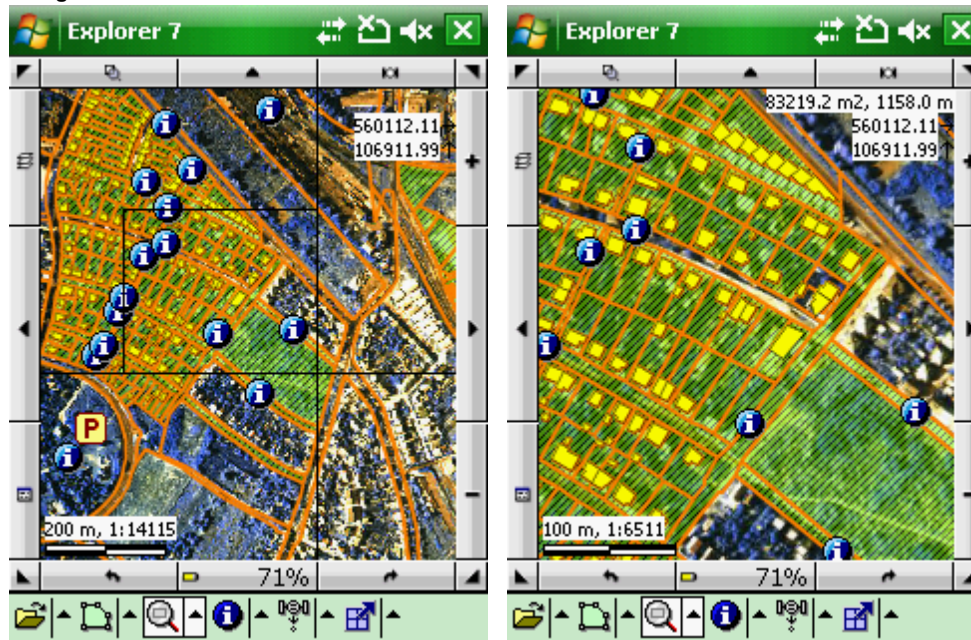 Explorer 7
560112.11
106911.99
P
200 m, 1:14115
71%
Explorer 7
83219.2 m2, 1158.0 m
560112.11
106911.99
100 m, 1:6511
71%